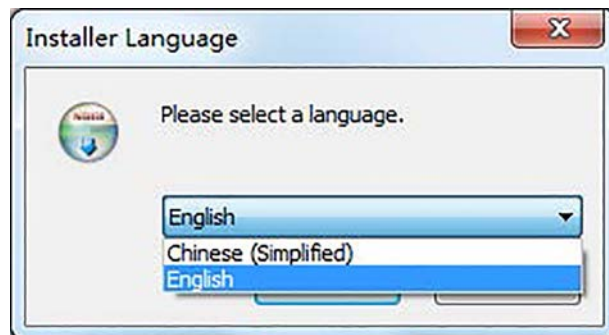 Installer Language
Please select a language.
English
Chinese (Simplified)
English